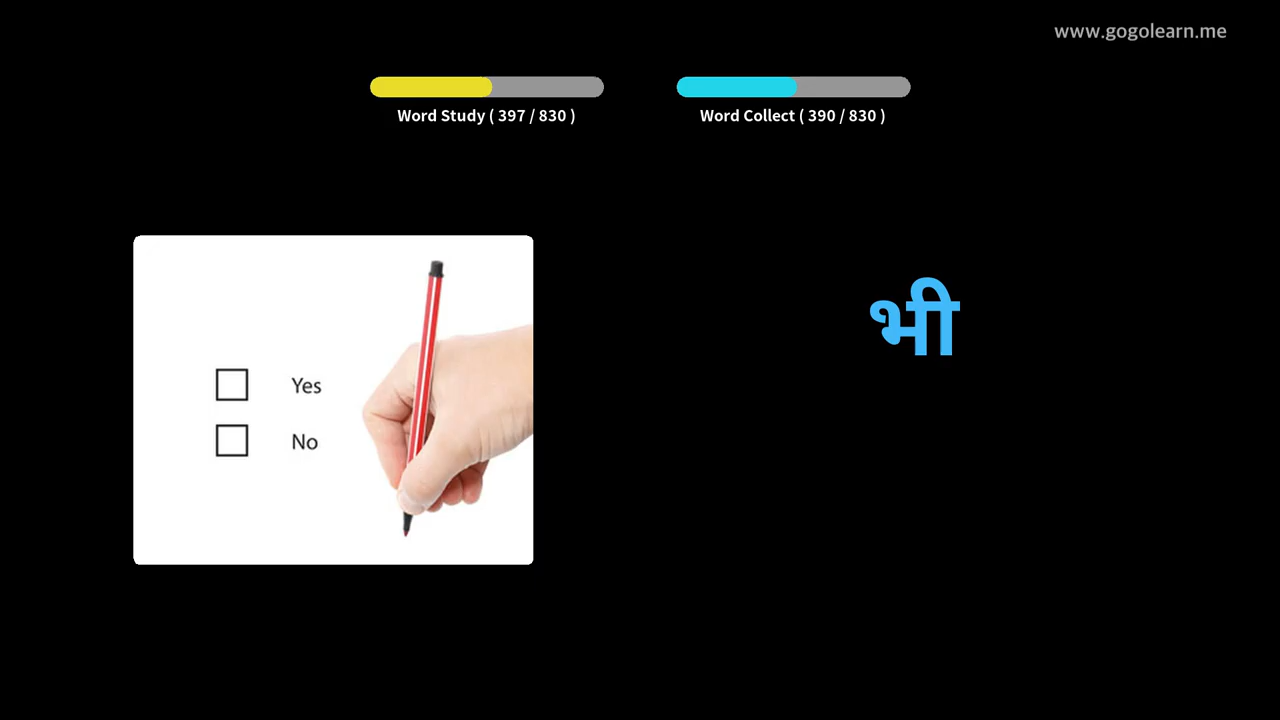 www.gogolearn.me
Word Study ( 397 / 830 )
Word Collect ( 390 / 830 )
भी
Yes
No